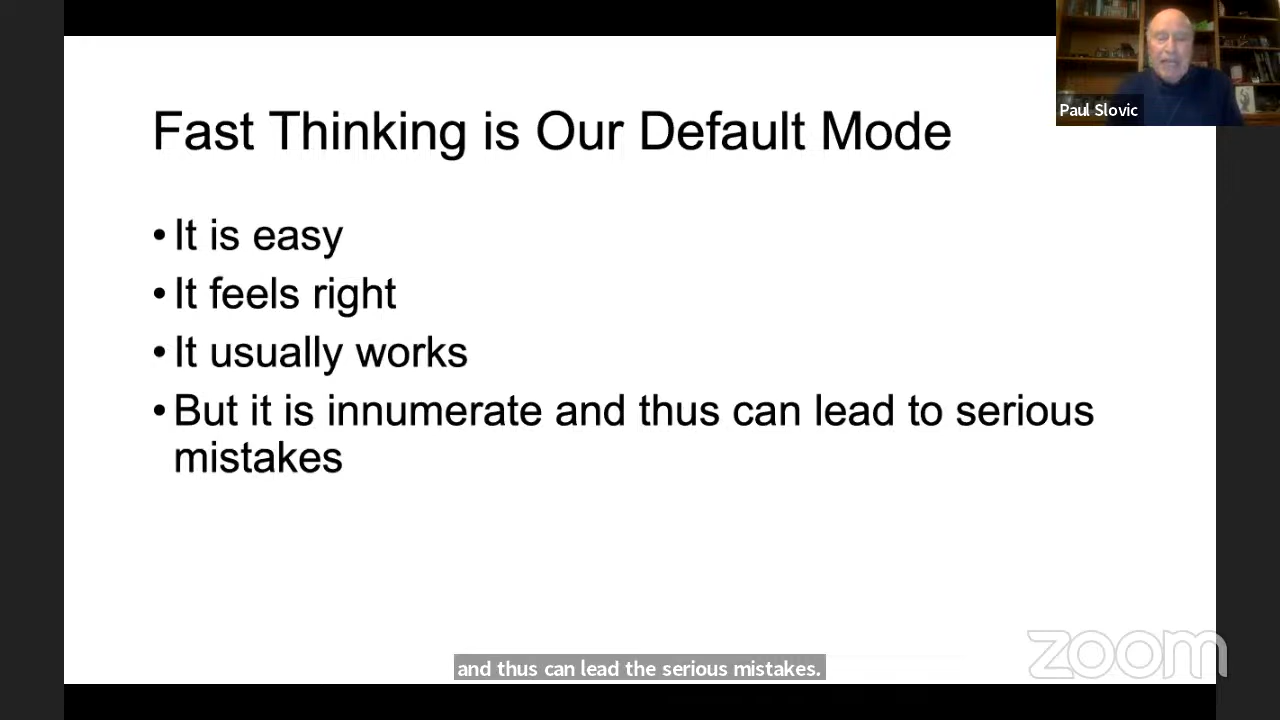 Fast Thinking is Our Default Mode
Paul Slovic
• It is easy
• It feels right
• It usually works
• But it is innumerate and thus can lead to serious
mistakes
zoom
and thus can lead the serious mistakes.